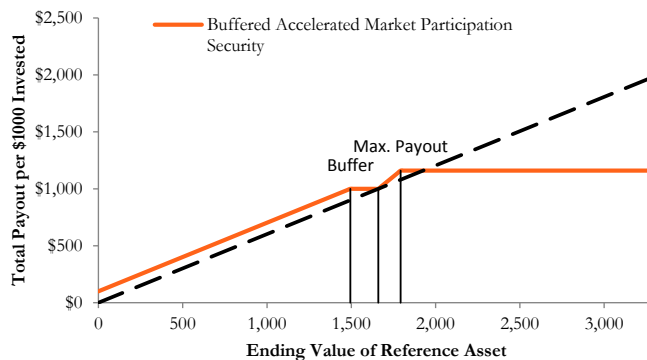 $2,500
$2,000
$1,500
$1,000
$500
$0
Total Payout per $1000 Invested
Buffered Accelerated Market Participation
Security
Max. Payout
Buffer
0
500
1,000
1,500
2,000
2,500
3,000
Ending Value of Reference Asset